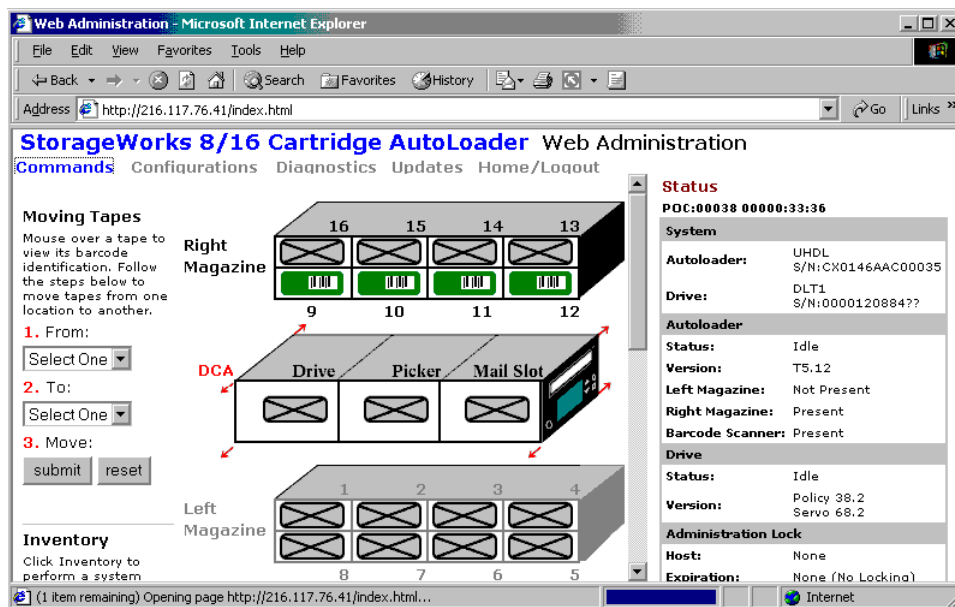 Web Administration - Microsoft Internet Explorer
File Edit View Favorites Tools Help
Back Search Favorites History
Address http://216.117.76.41/index.html Go Links »
StorageWorks 8/16 Cartridge AutoLoader Web Administration
Commands Configurations Diagnostics Updates Home/Logout
Moving Tapes
Mouse over a tape to
view its barcode
identification. Follow
the steps below to
move tapes from one
location to another.
1. From:
Select One
2. To:
Select One
3. Move:
submit reset
Inventory
Click Inventory to
perform a system
Right
Magazine
16 15 14 13
9 10 11 12
DCA
Drive Picker Mail Slot
Left
Magazine
1 2 3 4
8 7 6 5
Status
POC:00038 00000:33:36
System
Autoloader: UHDL
S/N:CX0146AAC00035
Drive: DLT1
S/N:0000120884??
Autoloader
Status: Idle
Version: T5.12
Left Magazine: Not Present
Right Magazine: Present
Barcode Scanner: Present
Drive
Status: Idle
Version: Policy 38.2
Servo 68.2
Administration Lock
Host: None
Expiration: None (No Locking)
(1 item remaining) Opening page http://216.117.76.41/index.html... Internet